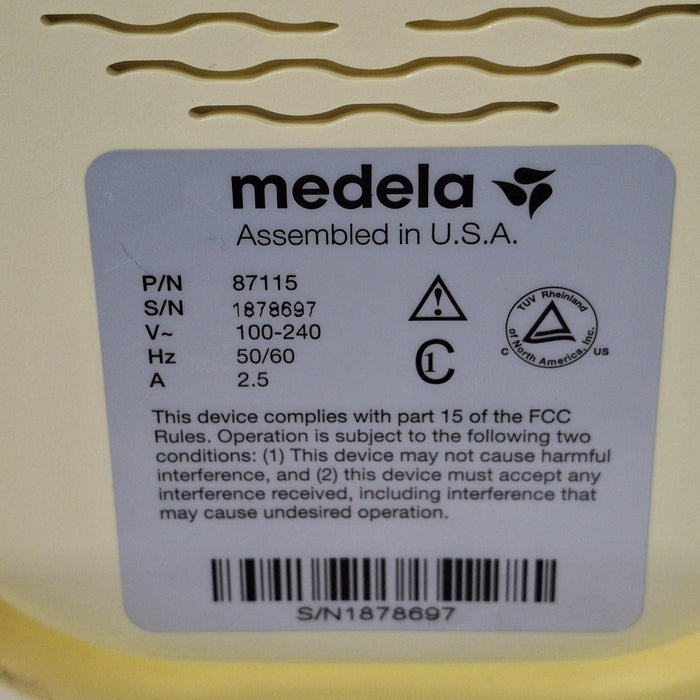 medela
Assembled in U.S.A.
P/N 87115
S/N 1878697
V~ 100-240
Hz 50/60
A 2.5
1
TUV Rheinland
of North America, Inc.
C US
This device complies with part 15 of the FCC
Rules. Operation is subject to the following two
conditions: (1) This device may not cause harmful
interference, and (2) this device must accept any
interference received, including interference that
may cause undesired operation.
S/N1878697